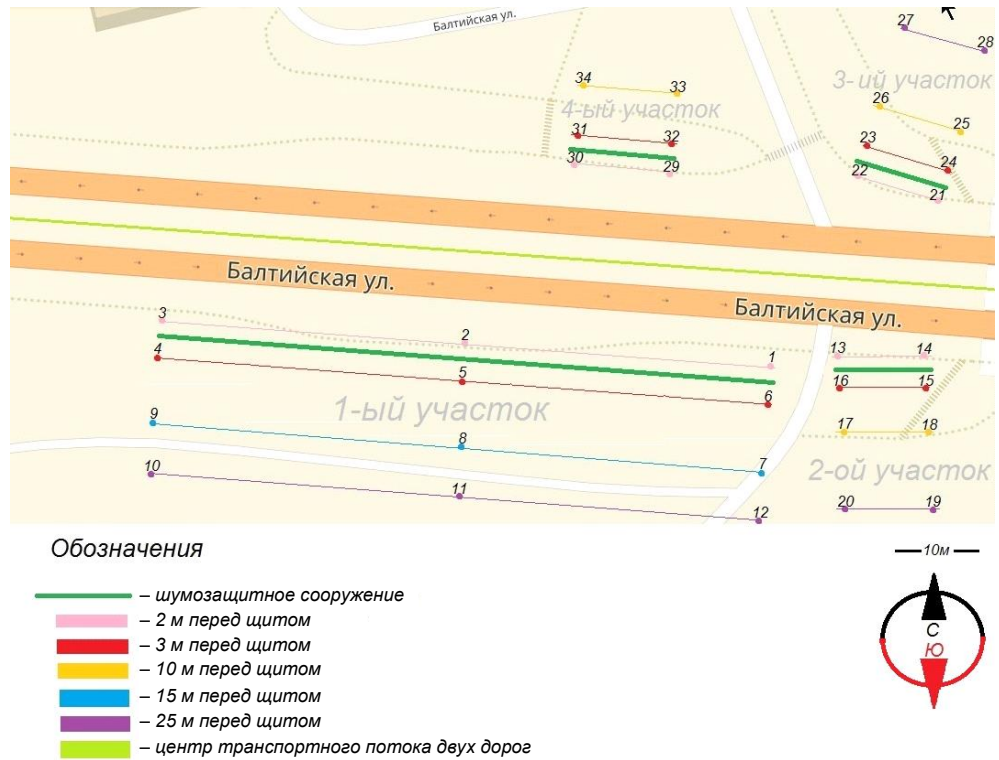 Балтийская ул.
27
28
3-ий участок
34
33
26
25
4-ый участок
31
32
23
24
30
29
22
21
Балтийская ул.
Балтийская ул.
3
2
1
13
14
4
5
6
16
15
1-ый участок
9
8
7
17
18
10
11
12
2-ой участок
20
19
Обозначения
10м
– шумозащитное сооружение
– 2 м перед щитом
– 3 м перед щитом
– 10 м перед щитом
– 15 м перед щитом
– 25 м перед щитом
– центр транспортного потока двух дорог
С
Ю